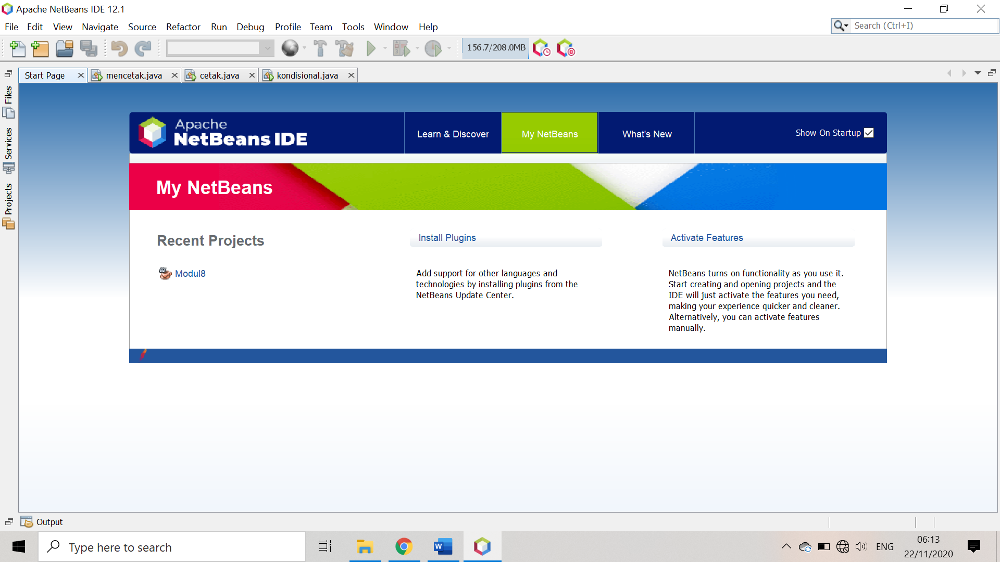 Apache NetBeans IDE 12.1
File Edit View Navigate Source Refactor Run Debug Profile Team Tools Window Help
Search (Ctrl+I)
156.7/208.0MB
Start Page mencetak.java cetak.java kondisional.java
Files
Services
Projects
Apache
NetBeans IDE
Learn & Discover
My NetBeans
What's New
Show On Startup
My NetBeans
Recent Projects
Modul8
Install Plugins
Add support for other languages and
technologies by installing plugins from the
NetBeans Update Center.
Activate Features
NetBeans turns on functionality as you use it.
Start creating and opening projects and the
IDE will just activate the features you need,
making your experience quicker and cleaner.
Alternatively, you can activate features
manually.
Output
Type here to search
W
ENG
06:13
22/11/2020